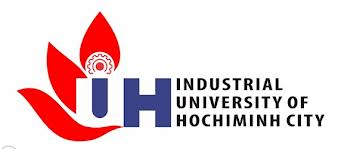 IUH
INDUSTRIAL
UNIVERSITY OF
HOCHIMINH CITY